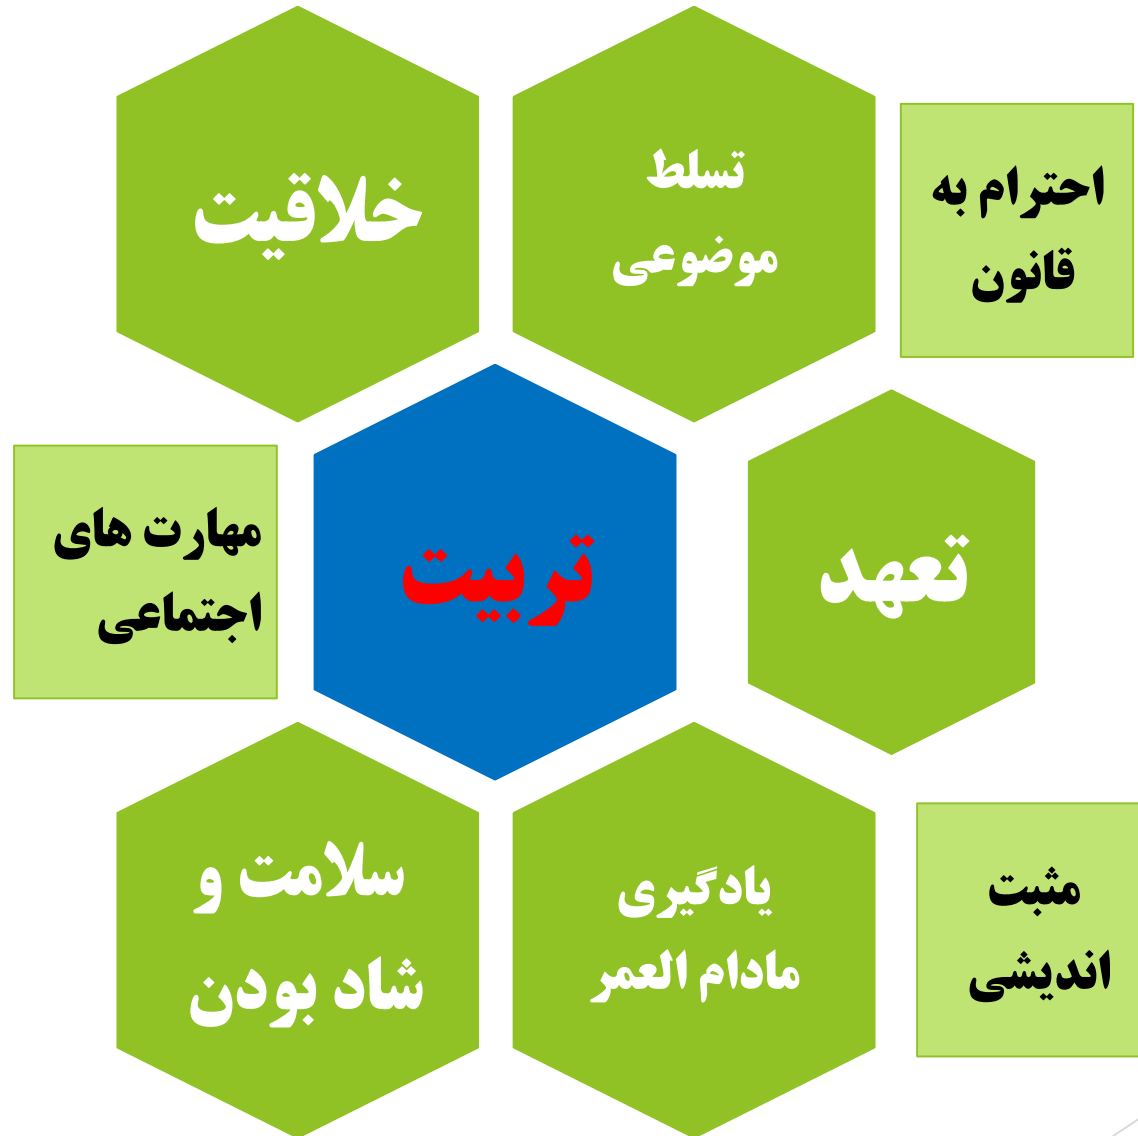 احترام به
قانون
تسلط
موضوعی
خلاقیت
تعهد
تربیت
مهارت های
اجتماعی
مثبت
اندیشی
یادگیری
مادام العمر
سلامت و
شاد بودن